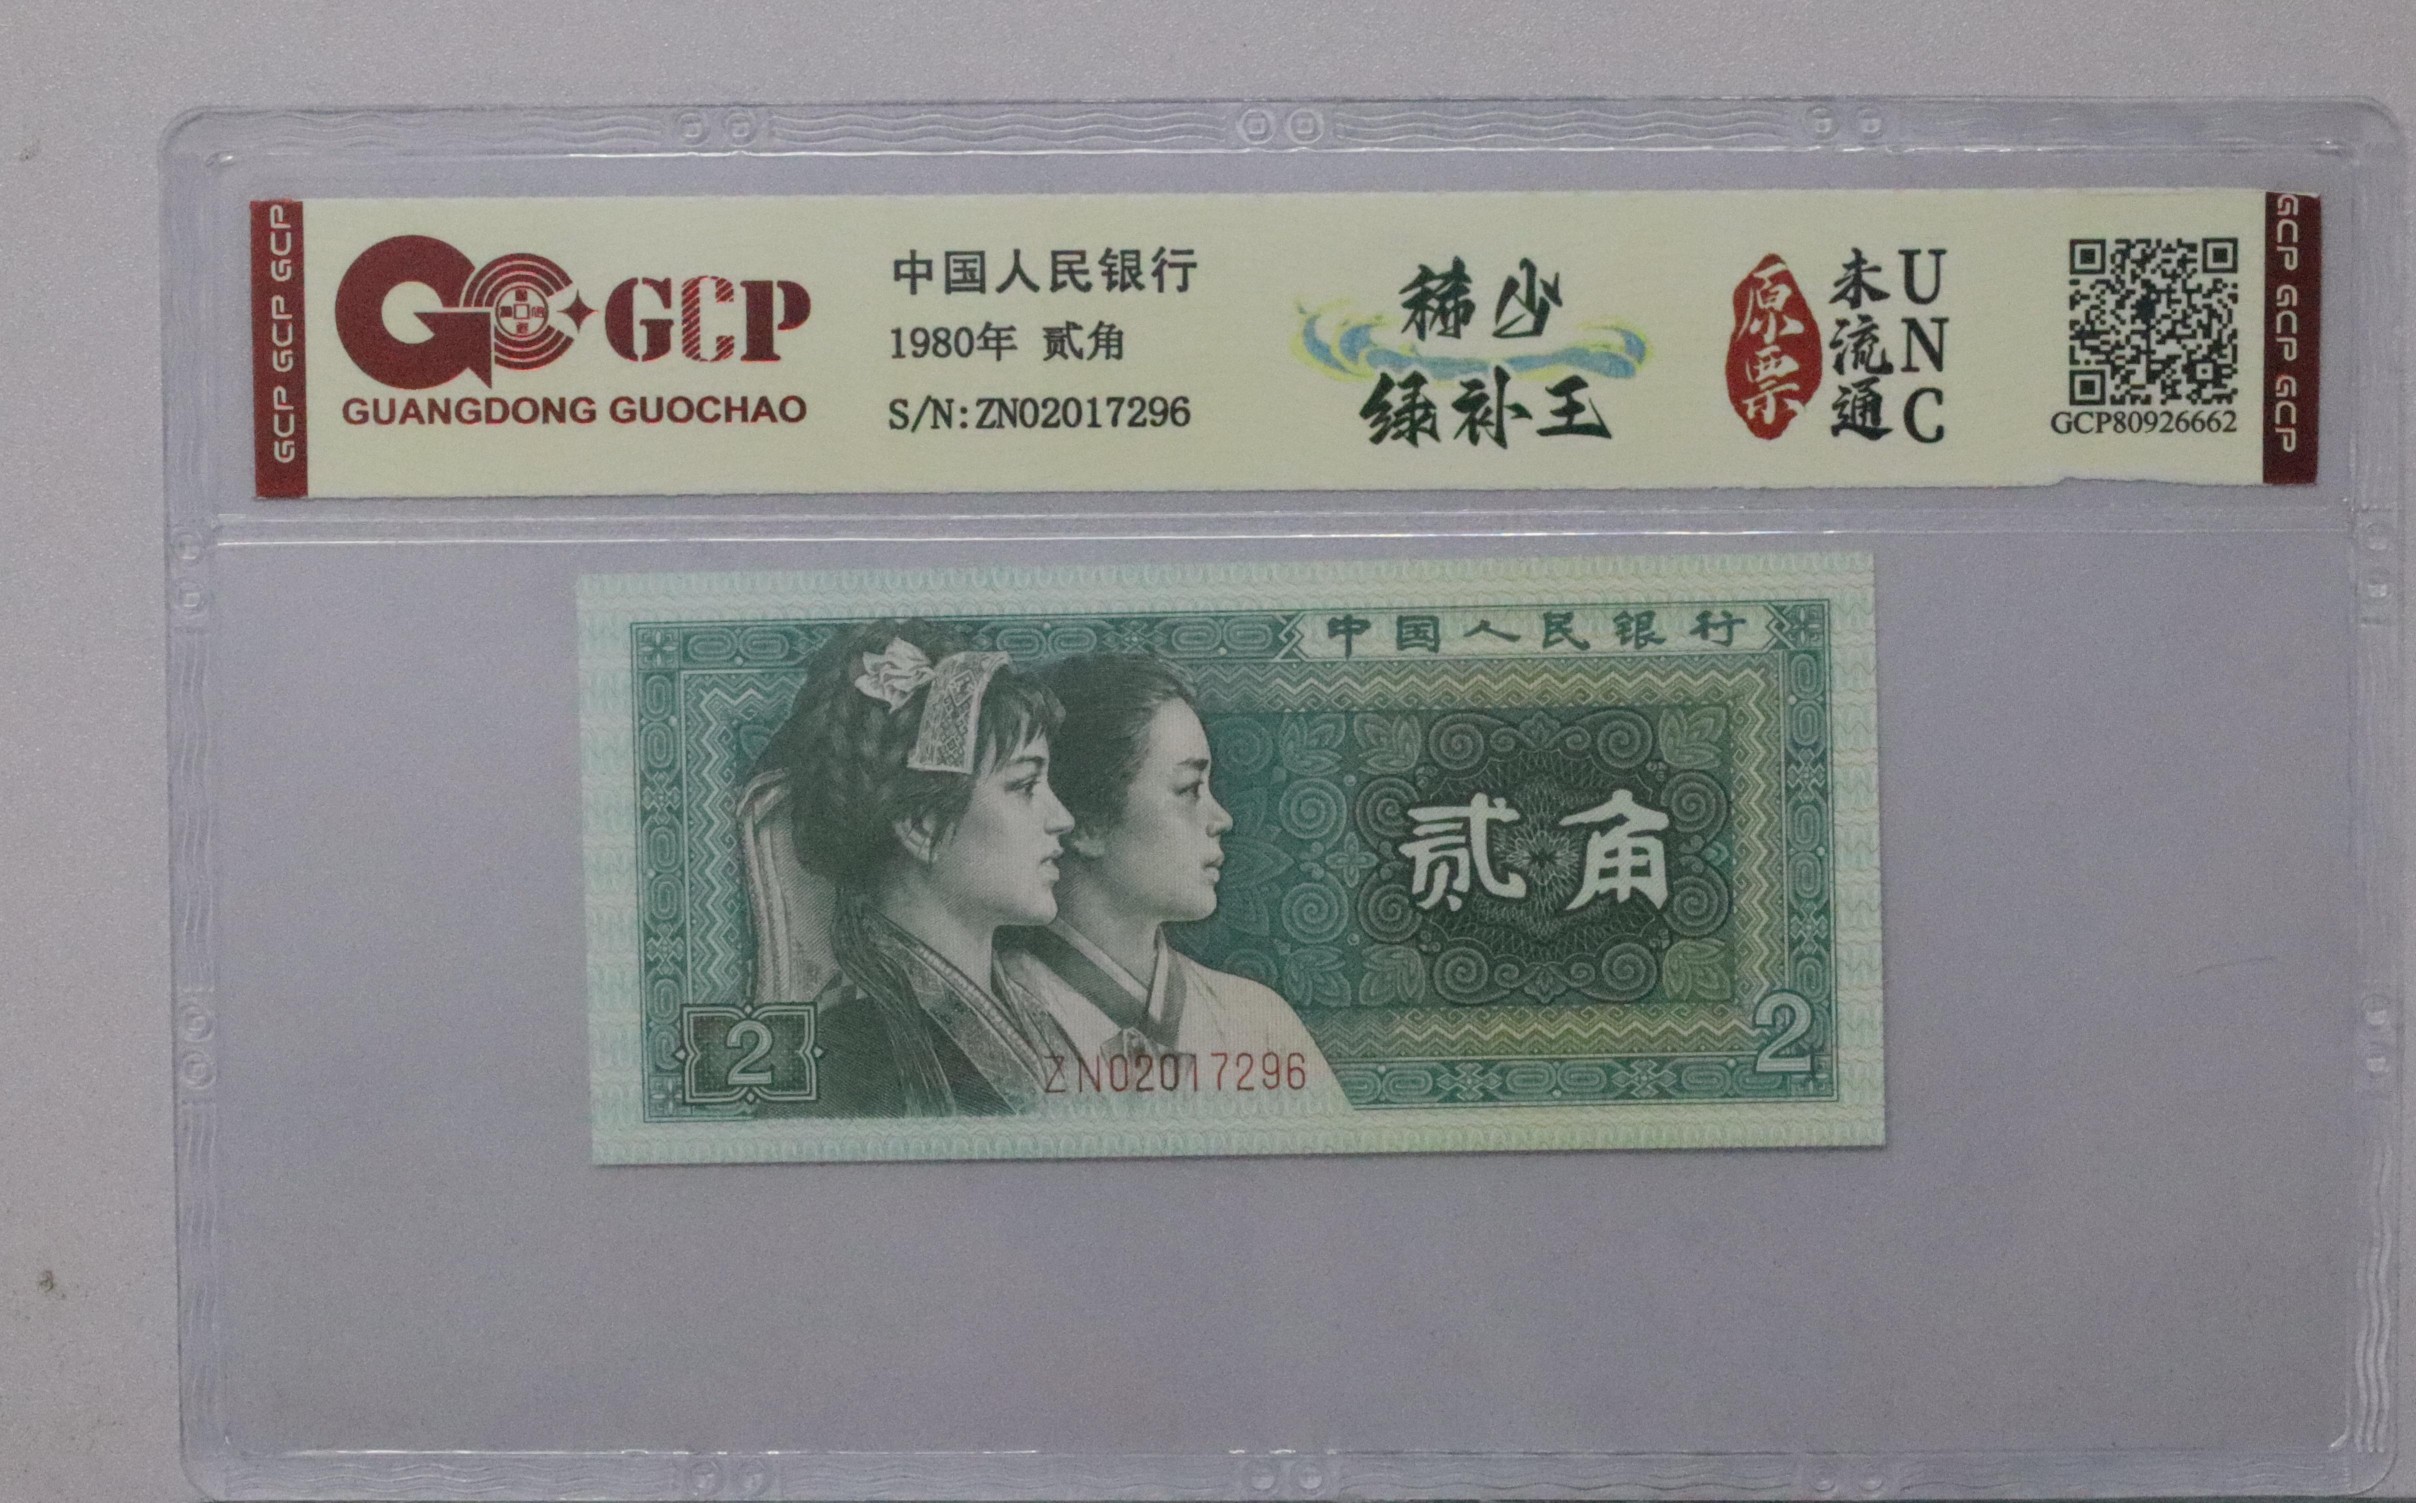 GCP GCP GCP
GCP
GUANGDONG GUOCHAO
中国人民银行
1980年 贰角
S/N:ZN02017296
稀少
绿补王
原票
未流通
UNC
GCP80926662
GCP GCP GCP
中国人民银行
贰角
2
2
ZN02017296